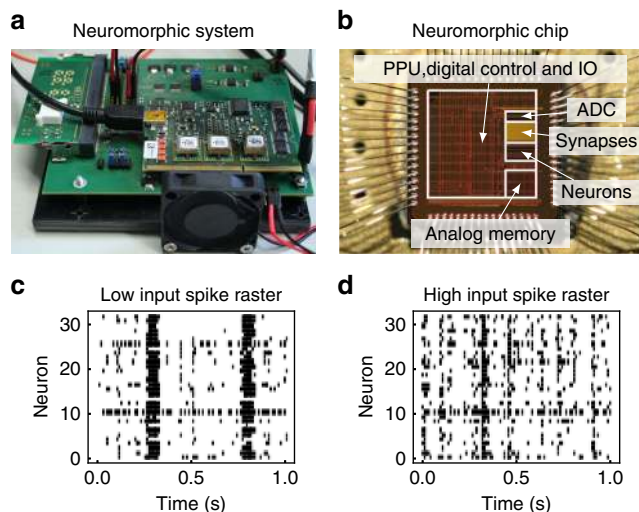 a
Neuromorphic system
b
Neuromorphic chip
PPU,digital control and IO
ADC
Synapses
Neurons
Analog memory
c
Low input spike raster
30
20
10
0
Neuron
0.0 0.5 1.0
Time (s)
d
High input spike raster
30
20
10
0
Neuron
0.0 0.5 1.0
Time (s)